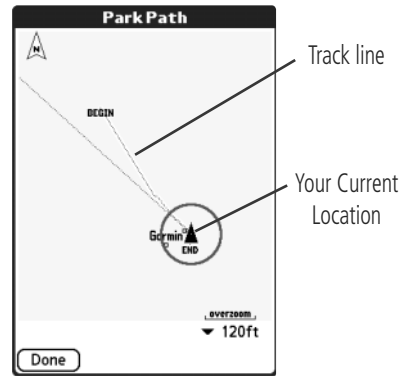 Park Path
N
Track line
BEGIN
Your Current
Location
Garmin
END
overzoom
120ft
Done